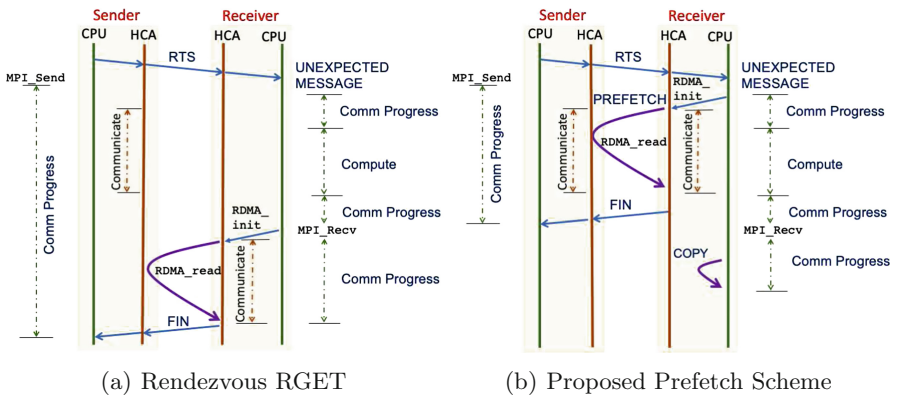 Sender Receiver
CPU HCA HCA CPU
RTS
MPI_Send
UNEXPECTED
MESSAGE
Comm Progress
Communicate
Compute
Comm Progress
Comm Progress
RDMA_
init
MPI_Recv
RDMA_read
Communicate
Comm Progress
FIN
(a) Rendezvous RGET
Sender Receiver
CPU HCA HCA CPU
RTS
MPI_Send
UNEXPECTED
MESSAGE
RDMA_
init
PREFETCH
Comm Progress
Comm Progress
RDMA_read
Communicate
Compute
FIN
Comm Progress
MPI_Recv
COPY
Comm Progress
(b) Proposed Prefetch Scheme